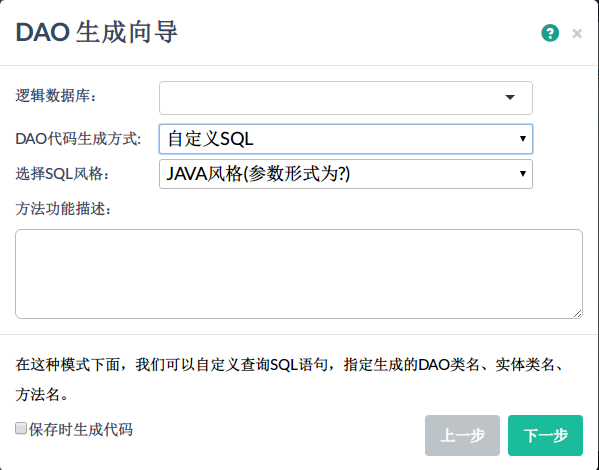 DAO 生成向导
逻辑数据库：
DAO代码生成方式: 自定义SQL
选择SQL风格： JAVA风格(参数形式为?)
方法功能描述：
在这种模式下面，我们可以自定义查询SQL语句，指定生成的DAO类名、实体类名、
方法名。
保存时生成代码
上一步 下一步